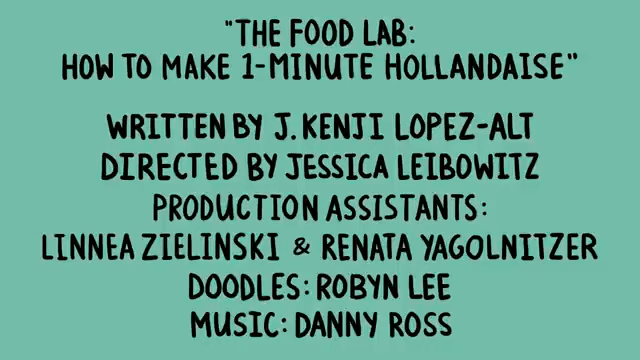 "THE FOOD LAB:
HOW TO MAKE 1-MINUTE HOLLANDAISE"
WRITTEN BY J. KENJI LOPEZ-ALT
DIRECTED BY JESSICA LEIBOWITZ
PRODUCTION ASSISTANTS:
LINNEA ZIELINSKI & RENATA YAGOLNITZER
DOODLES: ROBYN LEE
MUSIC: DANNY ROSS